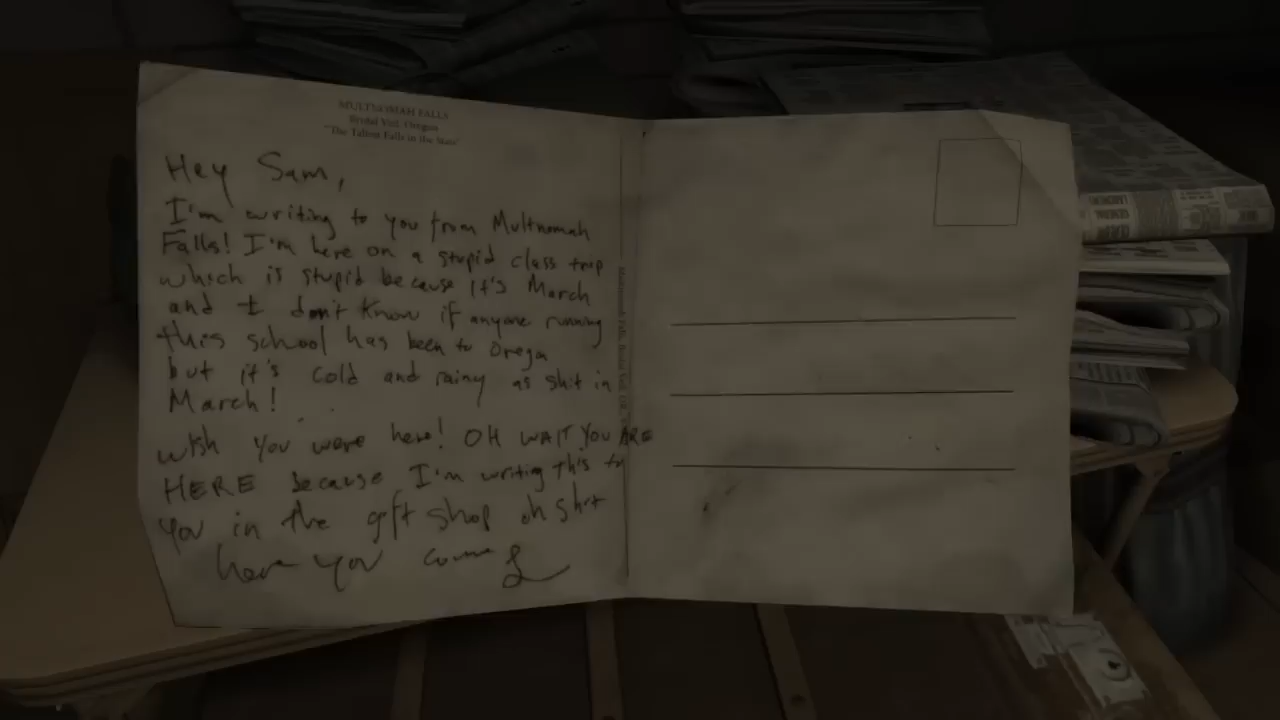 MULTNOMAH FALLS
Bridal Veil, Oregon
"The Tallest Falls in the State"
Hey Sam,
I'm writing to you from Multnomah
Falls! I'm here on a stupid class trip
which is stupid because it's March
and I don't know if anyone running
this school has been to Oregon
but it's cold and rainy as shit in
March!
wish you were here! OH WAIT YOU ARE
HERE because I'm writing this to
you in the gift shop oh shit
here you come